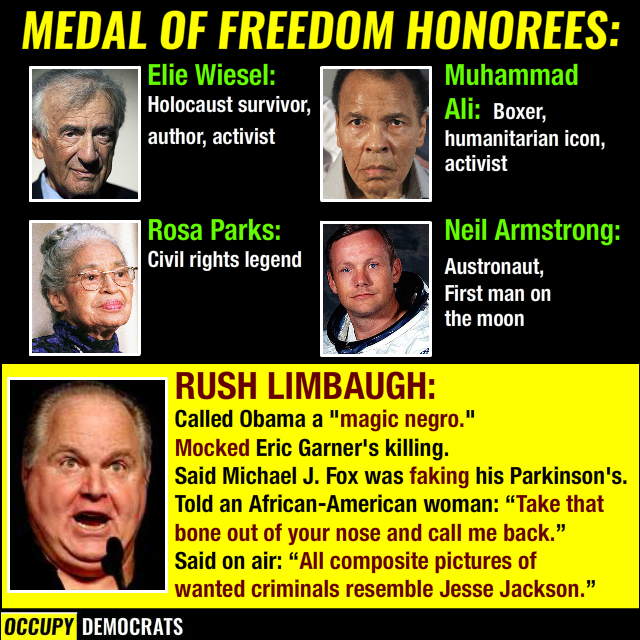 MEDAL OF FREEDOM HONOREES:
Elie Wiesel:
Holocaust survivor,
author, activist
Muhammad
Ali: Boxer,
humanitarian icon,
activist
Rosa Parks:
Civil rights legend
Neil Armstrong:
Austronaut,
First man on
the moon
RUSH LIMBAUGH:
Called Obama a "magic negro."
Mocked Eric Garner's killing.
Said Michael J. Fox was faking his Parkinson's.
Told an African-American woman: “Take that
bone out of your nose and call me back.”
Said on air: “All composite pictures of
wanted criminals resemble Jesse Jackson.”
OCCUPY DEMOCRATS